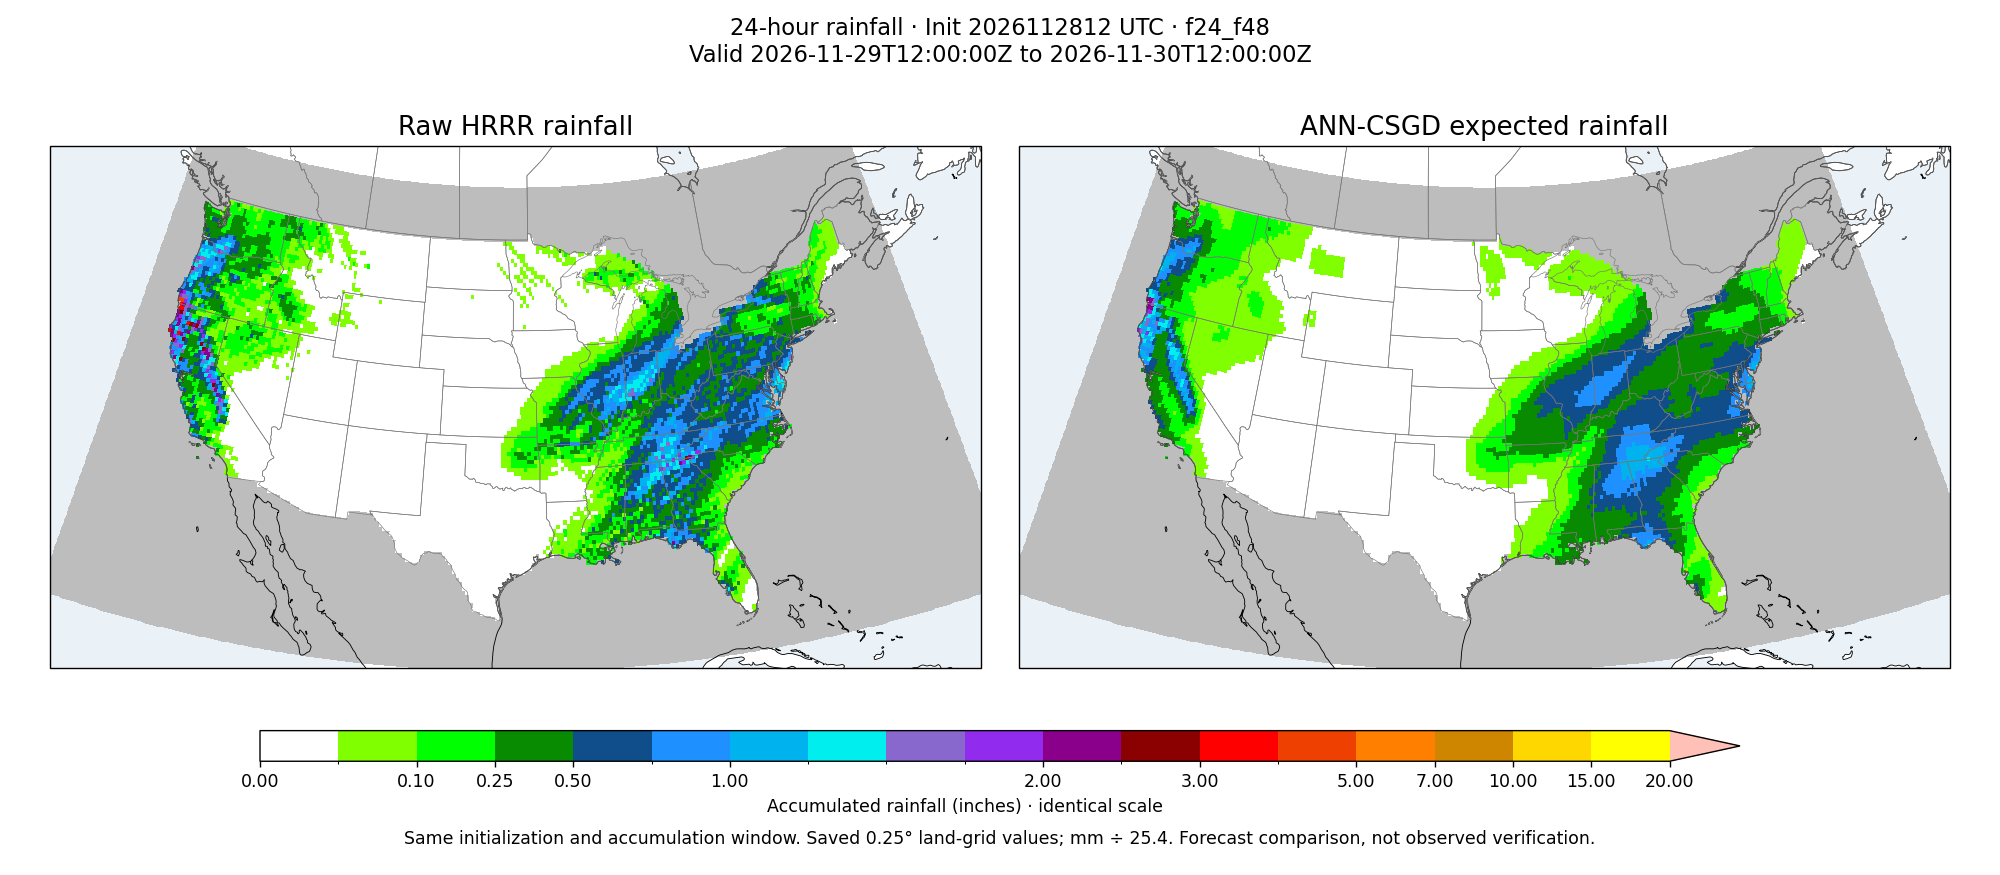 24-hour rainfall · Init 2026112812 UTC · f24_f48
Valid 2026-11-29T12:00:00Z to 2026-11-30T12:00:00Z
Raw HRRR rainfall
ANN-CSGD expected rainfall
0.00 0.10 0.25 0.50 1.00 2.00 3.00 5.00 7.00 10.00 15.00 20.00
Accumulated rainfall (inches) · identical scale
Same initialization and accumulation window. Saved 0.25° land-grid values; mm ÷ 25.4. Forecast comparison, not observed verification.